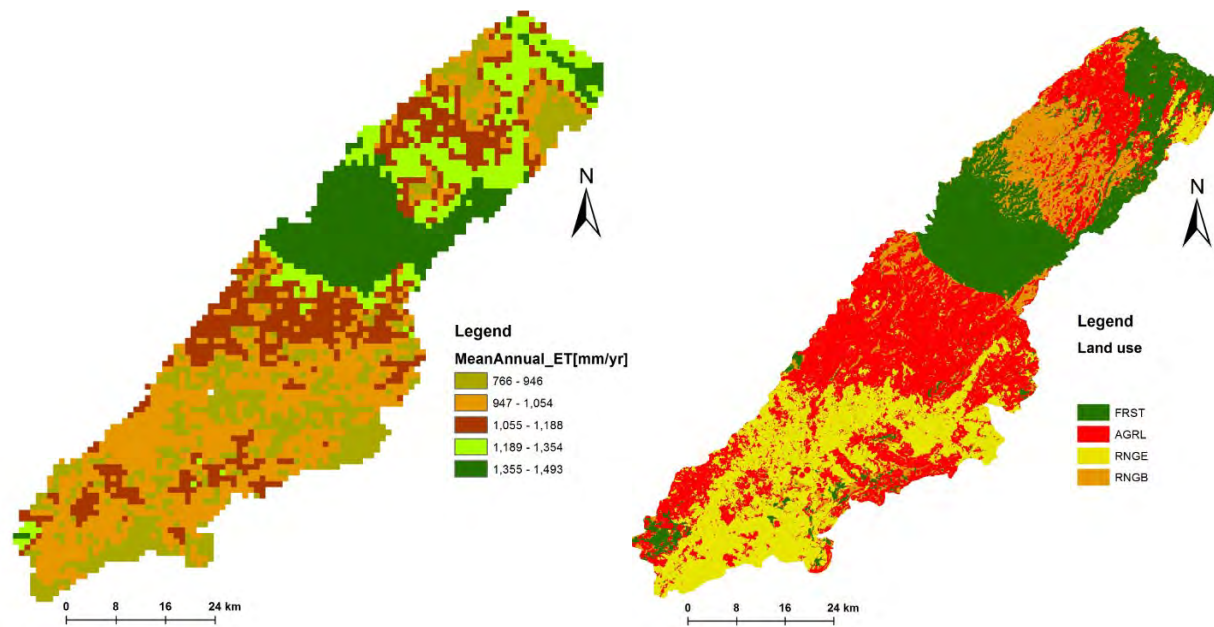 N
Legend
MeanAnnual_ET[mm/yr]
766 - 946
947 - 1,054
1,055 - 1,188
1,189 - 1,354
1,355 - 1,493
0 8 16 24 km
N
Legend
Land use
FRST
AGRL
RNGE
RNGB
0 8 16 24 km